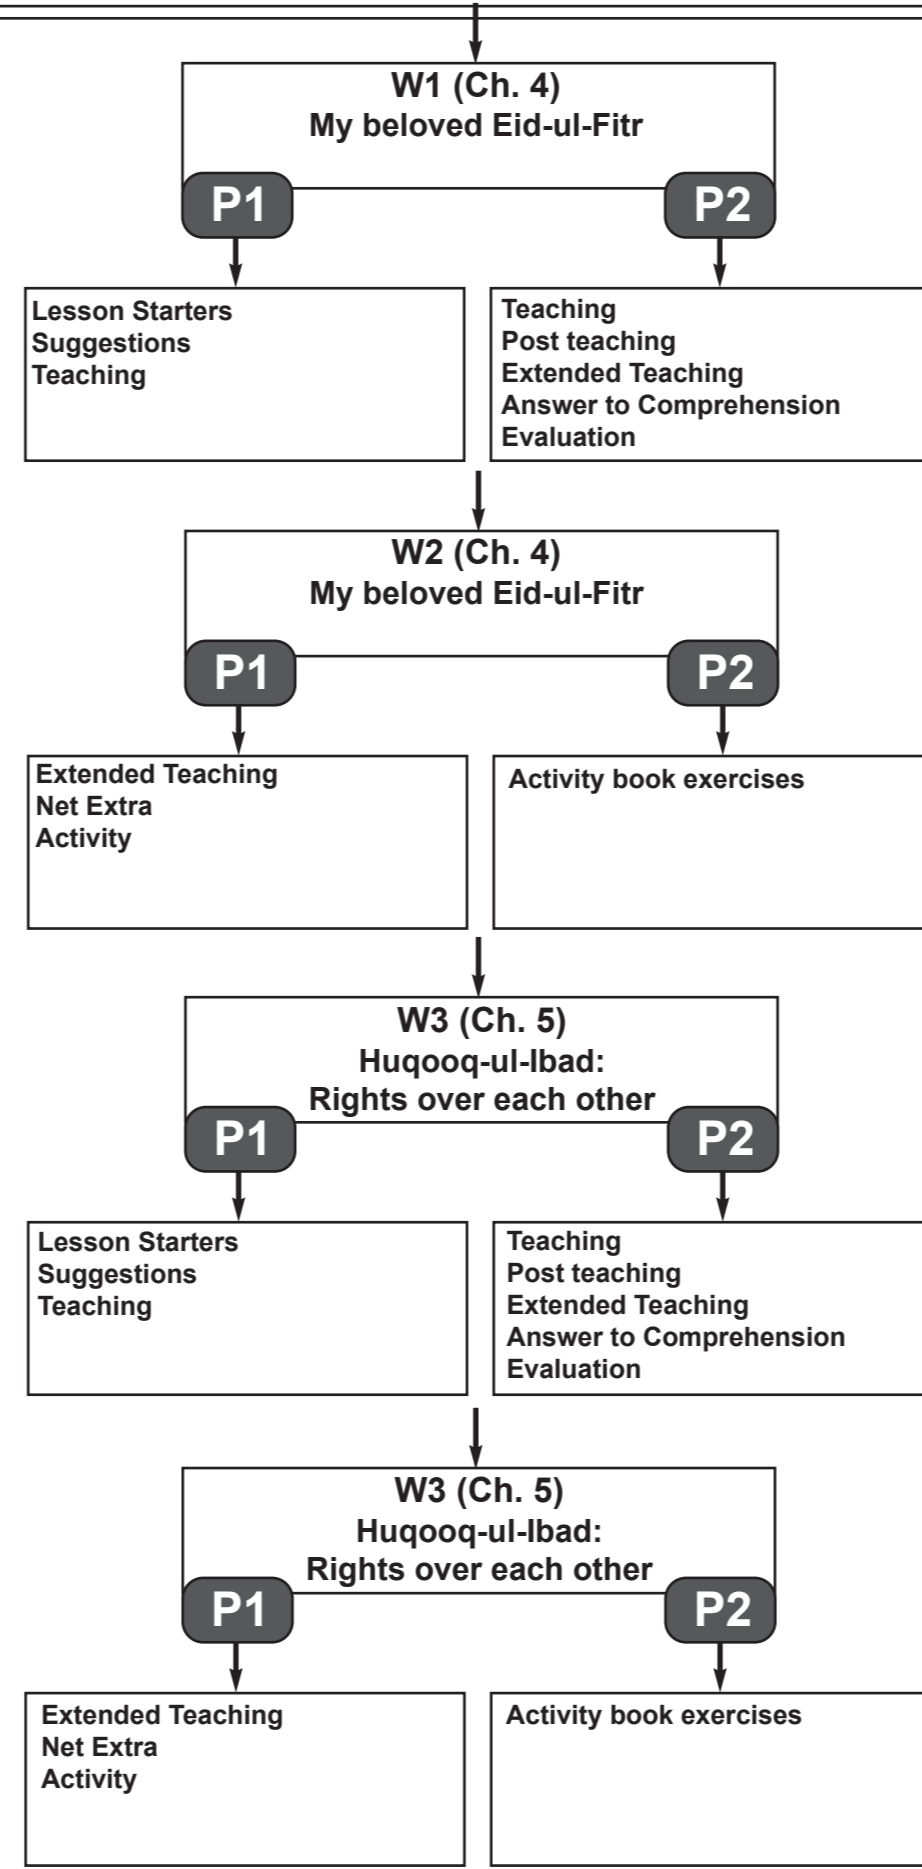 W1 (Ch. 4)
My beloved Eid-ul-Fitr
P1
P2
Lesson Starters
Suggestions
Teaching
Teaching
Post teaching
Extended Teaching
Answer to Comprehension
Evaluation
W2 (Ch. 4)
My beloved Eid-ul-Fitr
P1
P2
Extended Teaching
Net Extra
Activity
Activity book exercises
W3 (Ch. 5)
Huqooq-ul-Ibad:
Rights over each other
P1
P2
Lesson Starters
Suggestions
Teaching
Teaching
Post teaching
Extended Teaching
Answer to Comprehension
Evaluation
W3 (Ch. 5)
Huqooq-ul-Ibad:
Rights over each other
P1
P2
Extended Teaching
Net Extra
Activity
Activity book exercises